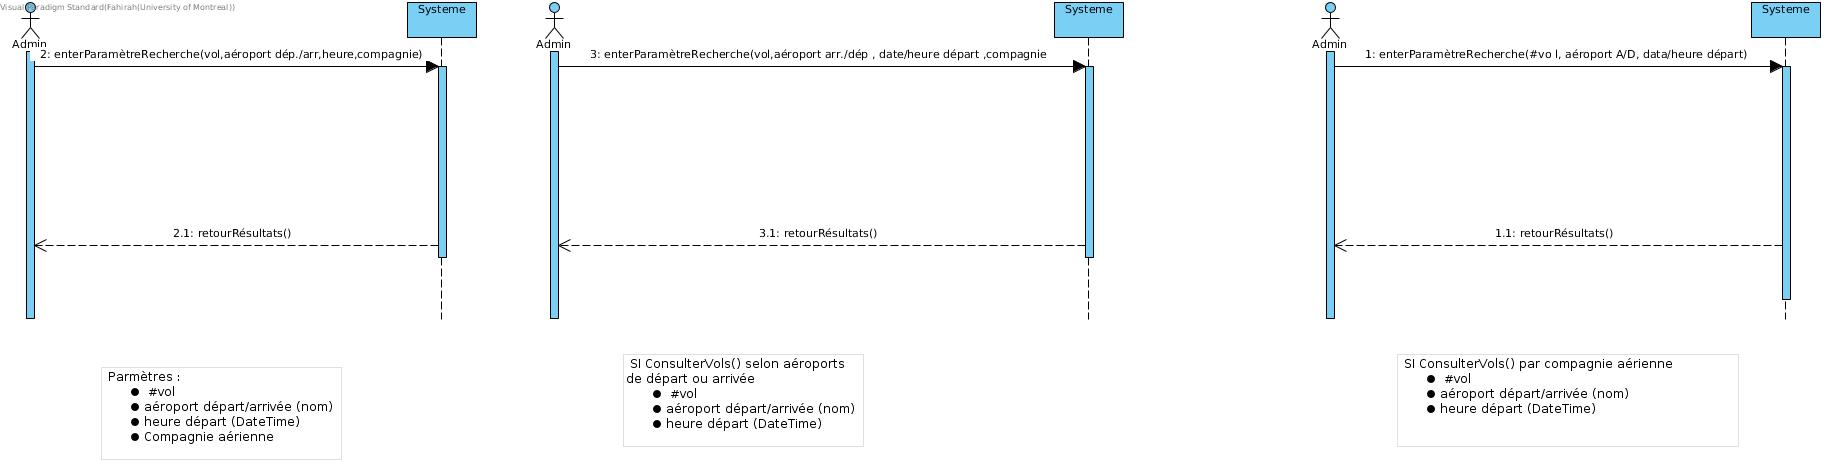 Visual Paradigm Standard(Fahirah(University of Montreal))
Admin
Systeme
2: enterParamètreRecherche(vol,aéroport dép./arr,heure,compagnie)
2.1: retourRésultats()
Parmètres :
● #vol
● aéroport départ/arrivée (nom)
● heure départ (DateTime)
● Compagnie aérienne
Admin
Systeme
3: enterParamètreRecherche(vol,aéroport arr./dép , date/heure départ ,compagnie
3.1: retourRésultats()
SI ConsulterVols() selon aéroports
de départ ou arrivée
● #vol
● aéroport départ/arrivée (nom)
● heure départ (DateTime)
Admin
Systeme
1: enterParamètreRecherche(#vo l, aéroport A/D, data/heure départ)
1.1: retourRésultats()
SI ConsulterVols() par compagnie aérienne
● #vol
● aéroport départ/arrivée (nom)
● heure départ (DateTime)